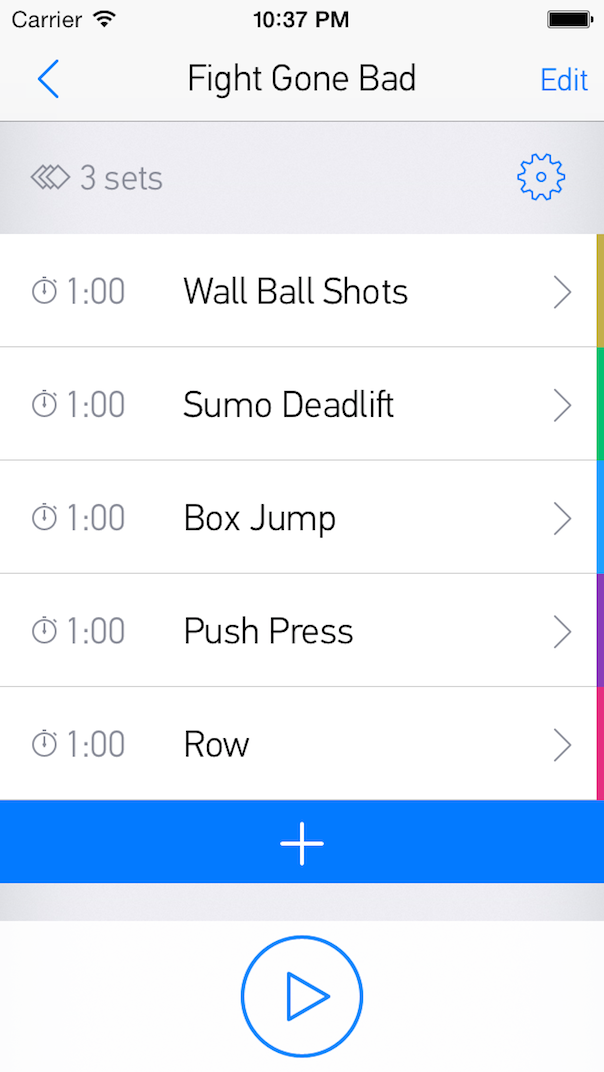 Carrier 10:37 PM
Fight Gone Bad Edit
3 sets
1:00 Wall Ball Shots
1:00 Sumo Deadlift
1:00 Box Jump
1:00 Push Press
1:00 Row